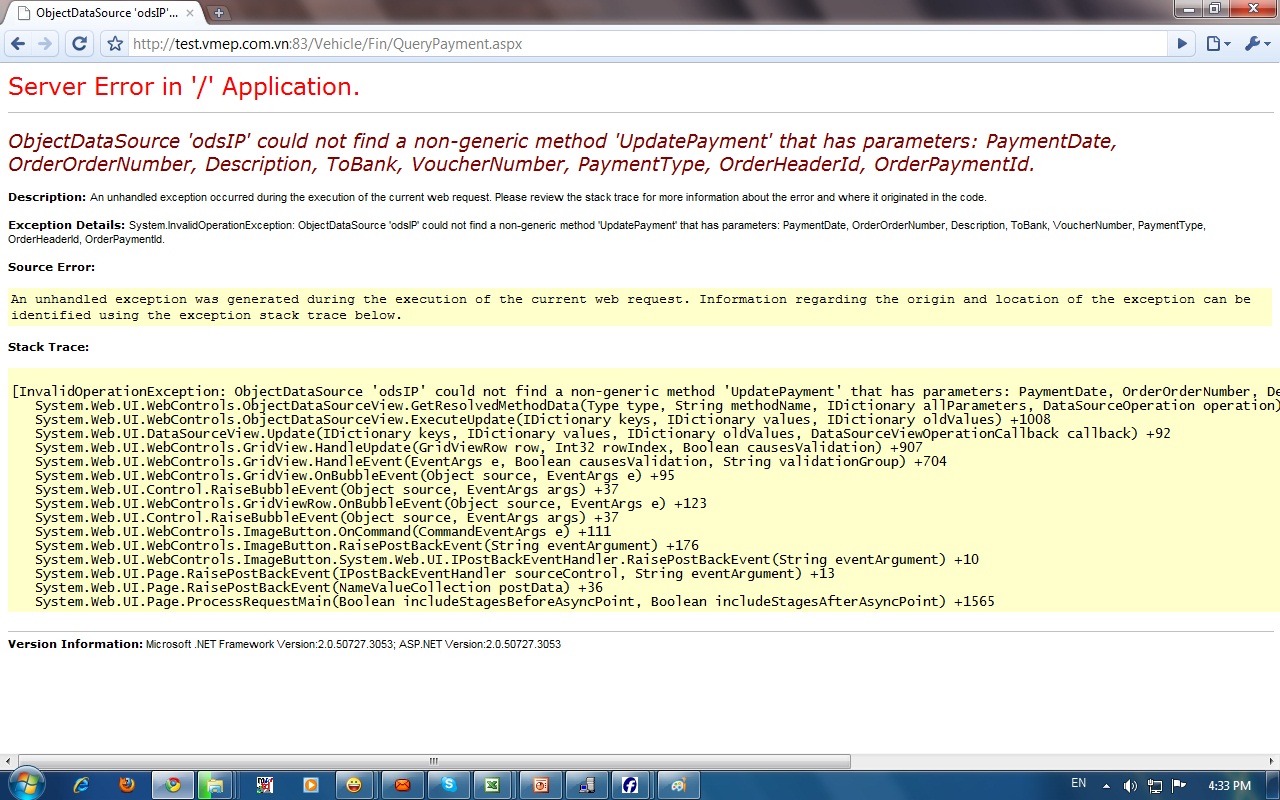 ObjectDataSource 'odsIP'...
http://test.vmep.com.vn:83/Vehicle/Fin/QueryPayment.aspx
Server Error in '/' Application.
ObjectDataSource 'odsIP' could not find a non-generic method 'UpdatePayment' that has parameters: PaymentDate,
OrderOrderNumber, Description, ToBank, VoucherNumber, PaymentType, OrderHeaderId, OrderPaymentId.
Description: An unhandled exception occurred during the execution of the current web request. Please review the stack trace for more information about the error and where it originated in the code.
Exception Details: System.InvalidOperationException: ObjectDataSource 'odsIP' could not find a non-generic method 'UpdatePayment' that has parameters: PaymentDate, OrderOrderNumber, Description, ToBank, VoucherNumber, PaymentType,
OrderHeaderId, OrderPaymentId.
Source Error:
An unhandled exception was generated during the execution of the current web request. Information regarding the origin and location of the exception can be
identified using the exception stack trace below.
Stack Trace:
[InvalidOperationException: ObjectDataSource 'odsIP' could not find a non-generic method 'UpdatePayment' that has parameters: PaymentDate, OrderOrderNumber, De
System.Web.UI.WebControls.ObjectDataSourceView.GetResolvedMethodData(Type type, String methodName, IDictionary allParameters, DataSourceOperation operation)
System.Web.UI.WebControls.ObjectDataSourceView.ExecuteUpdate(IDictionary keys, IDictionary values, IDictionary oldValues) +1008
System.Web.UI.DataSourceView.Update(IDictionary keys, IDictionary values, IDictionary oldValues, DataSourceViewOperationCallback callback) +92
System.Web.UI.WebControls.GridView.HandleUpdate(GridViewRow row, Int32 rowIndex, Boolean causesValidation) +907
System.Web.UI.WebControls.GridView.HandleEvent(EventArgs e, Boolean causesValidation, String validationGroup) +704
System.Web.UI.WebControls.GridView.OnBubbleEvent(Object source, EventArgs e) +95
System.Web.UI.Control.RaiseBubbleEvent(Object source, EventArgs args) +37
System.Web.UI.WebControls.GridViewRow.OnBubbleEvent(Object source, EventArgs e) +123
System.Web.UI.Control.RaiseBubbleEvent(Object source, EventArgs args) +37
System.Web.UI.WebControls.ImageButton.OnCommand(CommandEventArgs e) +111
System.Web.UI.WebControls.ImageButton.RaisePostBackEvent(String eventArgument) +176
System.Web.UI.WebControls.ImageButton.System.Web.UI.IPostBackEventHandler.RaisePostBackEvent(String eventArgument) +10
System.Web.UI.Page.RaisePostBackEvent(IPostBackEventHandler sourceControl, String eventArgument) +13
System.Web.UI.Page.RaisePostBackEvent(NameValueCollection postData) +36
System.Web.UI.Page.ProcessRequestMain(Boolean includeStagesBeforeAsyncPoint, Boolean includeStagesAfterAsyncPoint) +1565
Version Information: Microsoft .NET Framework Version:2.0.50727.3053; ASP.NET Version:2.0.50727.3053
EN
4:33 PM